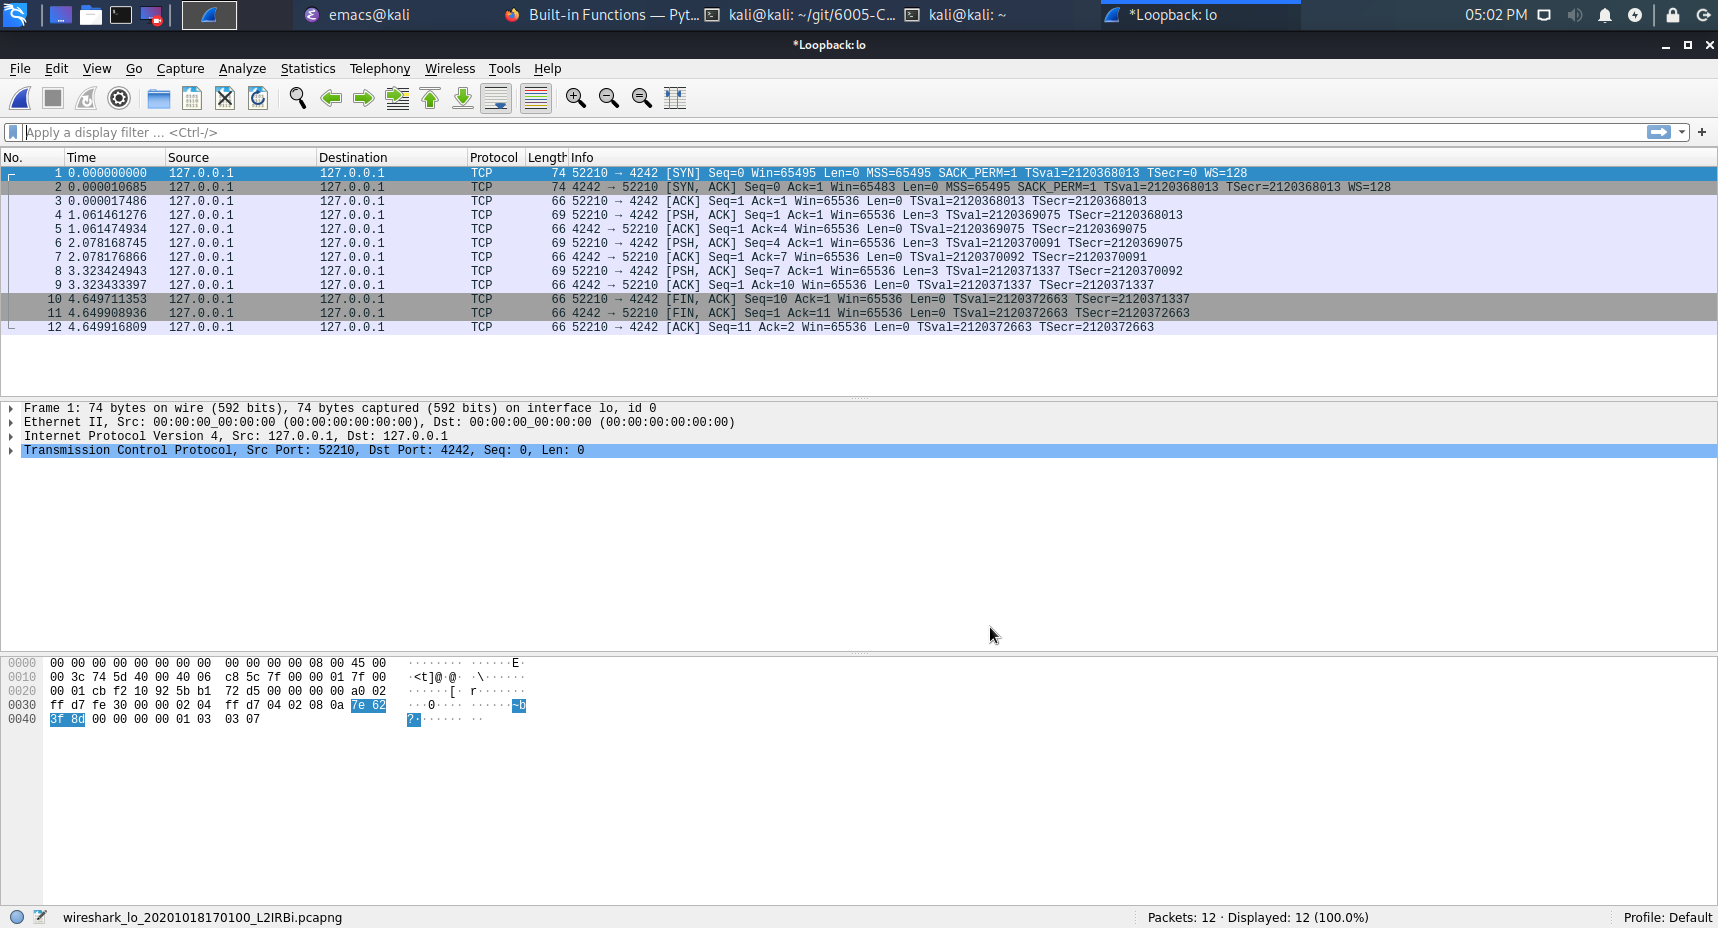 emacs@kali Built-in Functions — Pyt... kali@kali: ~/git/6005-C... kali@kali: ~ *Loopback: lo 05:02 PM
*Loopback: lo
File Edit View Go Capture Analyze Statistics Telephony Wireless Tools Help
Apply a display filter ... <Ctrl-/>
No. Time Source Destination Protocol Length Info
1 0.000000000 127.0.0.1 127.0.0.1 TCP 74 52210 → 4242 [SYN] Seq=0 Win=65495 Len=0 MSS=65495 SACK_PERM=1 TSval=2120368013 TSecr=0 WS=128
2 0.000010685 127.0.0.1 127.0.0.1 TCP 74 4242 → 52210 [SYN, ACK] Seq=0 Ack=1 Win=65483 Len=0 MSS=65495 SACK_PERM=1 TSval=2120368013 TSecr=2120368013 WS=128
3 0.000017486 127.0.0.1 127.0.0.1 TCP 66 52210 → 4242 [ACK] Seq=1 Ack=1 Win=65536 Len=0 TSval=2120368013 TSecr=2120368013
4 1.061461276 127.0.0.1 127.0.0.1 TCP 69 52210 → 4242 [PSH, ACK] Seq=1 Ack=1 Win=65536 Len=3 TSval=2120369075 TSecr=2120368013
5 1.061474934 127.0.0.1 127.0.0.1 TCP 66 4242 → 52210 [ACK] Seq=1 Ack=4 Win=65536 Len=0 TSval=2120369075 TSecr=2120369075
6 2.078168745 127.0.0.1 127.0.0.1 TCP 69 52210 → 4242 [PSH, ACK] Seq=4 Ack=1 Win=65536 Len=3 TSval=2120370091 TSecr=2120369075
7 2.078176866 127.0.0.1 127.0.0.1 TCP 66 4242 → 52210 [ACK] Seq=1 Ack=7 Win=65536 Len=0 TSval=2120370092 TSecr=2120370091
8 3.323424943 127.0.0.1 127.0.0.1 TCP 69 52210 → 4242 [PSH, ACK] Seq=7 Ack=1 Win=65536 Len=3 TSval=2120371337 TSecr=2120370092
9 3.323433397 127.0.0.1 127.0.0.1 TCP 66 4242 → 52210 [ACK] Seq=1 Ack=10 Win=65536 Len=0 TSval=2120371337 TSecr=2120371337
10 4.649711353 127.0.0.1 127.0.0.1 TCP 66 52210 → 4242 [FIN, ACK] Seq=10 Ack=1 Win=65536 Len=0 TSval=2120372663 TSecr=2120371337
11 4.649908936 127.0.0.1 127.0.0.1 TCP 66 4242 → 52210 [FIN, ACK] Seq=1 Ack=11 Win=65536 Len=0 TSval=2120372663 TSecr=2120372663
12 4.649916809 127.0.0.1 127.0.0.1 TCP 66 52210 → 4242 [ACK] Seq=11 Ack=2 Win=65536 Len=0 TSval=2120372663 TSecr=2120372663
Frame 1: 74 bytes on wire (592 bits), 74 bytes captured (592 bits) on interface lo, id 0
Ethernet II, Src: 00:00:00_00:00:00 (00:00:00:00:00:00), Dst: 00:00:00_00:00:00 (00:00:00:00:00:00)
Internet Protocol Version 4, Src: 127.0.0.1, Dst: 127.0.0.1
Transmission Control Protocol, Src Port: 52210, Dst Port: 4242, Seq: 0, Len: 0
0000 00 00 00 00 00 00 00 00 00 00 00 00 08 00 45 00 ········ ······E·
0010 00 3c 74 5d 40 00 40 06 c8 5c 7f 00 00 01 7f 00 ·<t]@·@· ·\······
0020 00 01 cb f2 10 92 5b b1 72 d5 00 00 00 00 a0 02 ······[· r·······
0030 ff d7 fe 30 00 00 02 04 ff d7 04 02 08 0a 7e 62 ···0···· ······~b
0040 3f 8d 00 00 00 00 01 03 03 07 ?······· ··
wireshark_lo_20201018170100_L2IRBi.pcapng Packets: 12 · Displayed: 12 (100.0%) Profile: Default